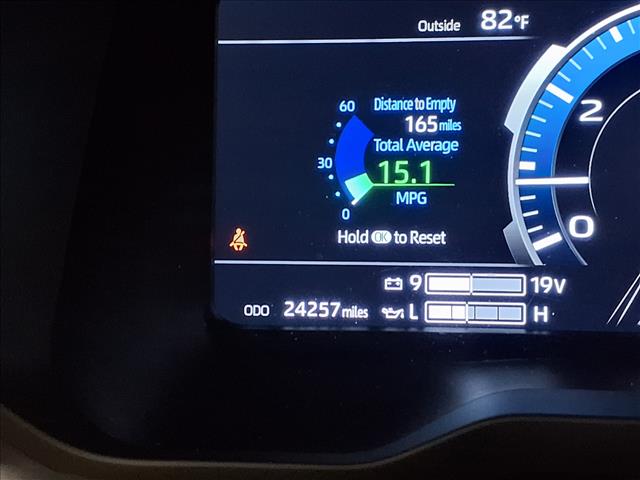 Outside 82°F
60 Distance to Empty
165 miles
Total Average
30 15.1
MPG
0
Hold OK to Reset
2
0
9 19V
ODO 24257 miles L H